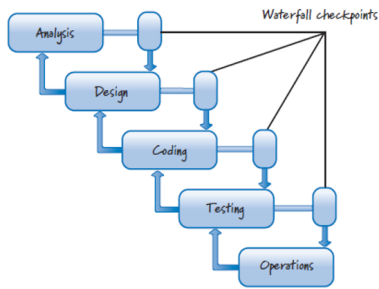 Waterfall checkpoints
Analysis
Design
Coding
Testing
Operations